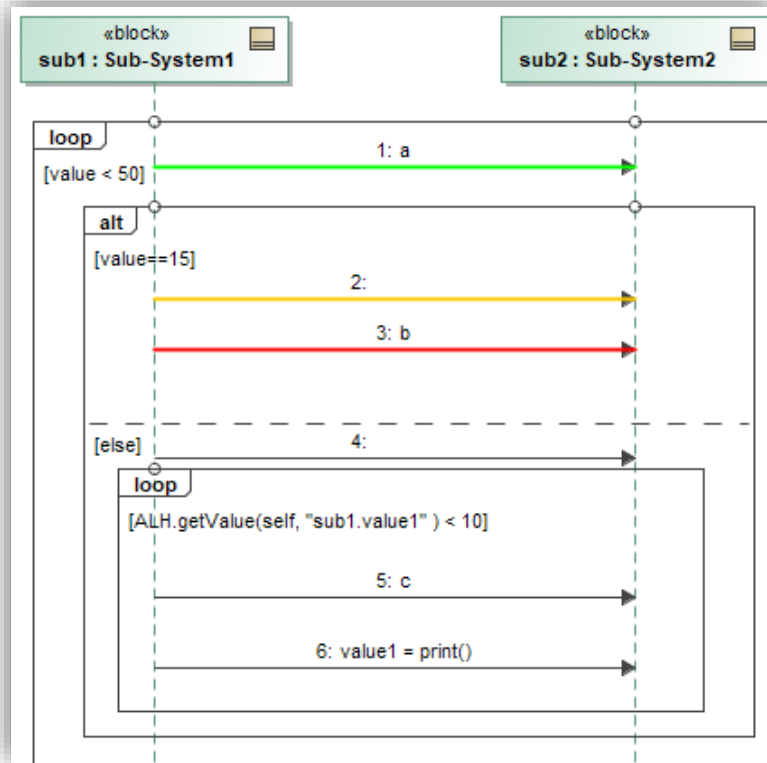 «block»
sub1 : Sub-System1
«block»
sub2 : Sub-System2
loop
1: a
[value < 50]
alt
[value==15]
2:
3: b
[else]
4:
loop
[ALH.getValue(self, "sub1.value1" ) < 10]
5: c
6: value1 = print()